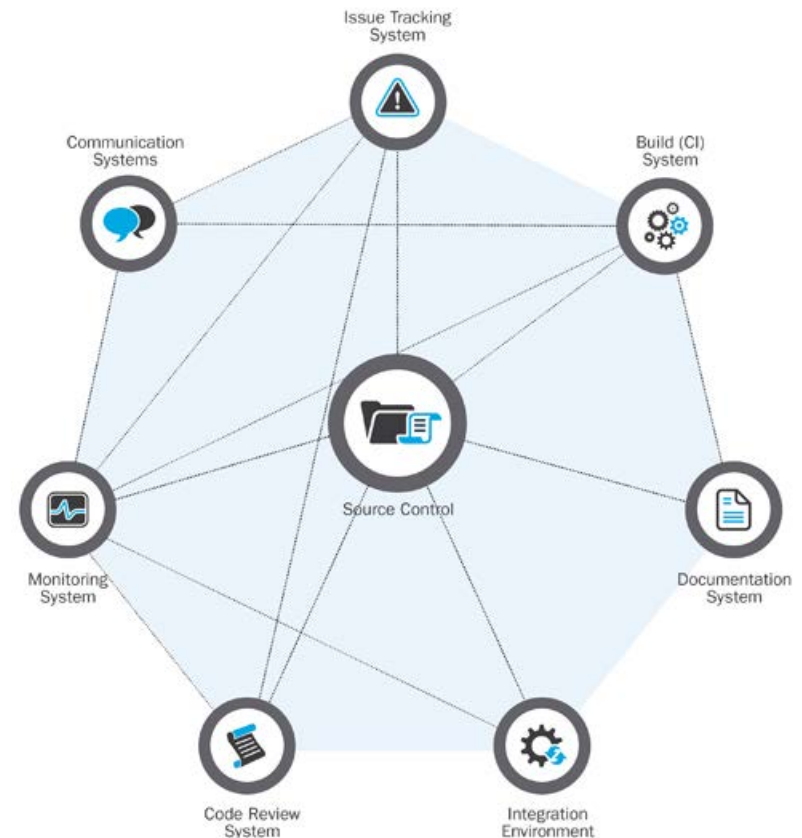 Issue Tracking
System
Communication
Systems
Build (CI)
System
Source Control
Monitoring
System
Documentation
System
Code Review
System
Integration
Environment